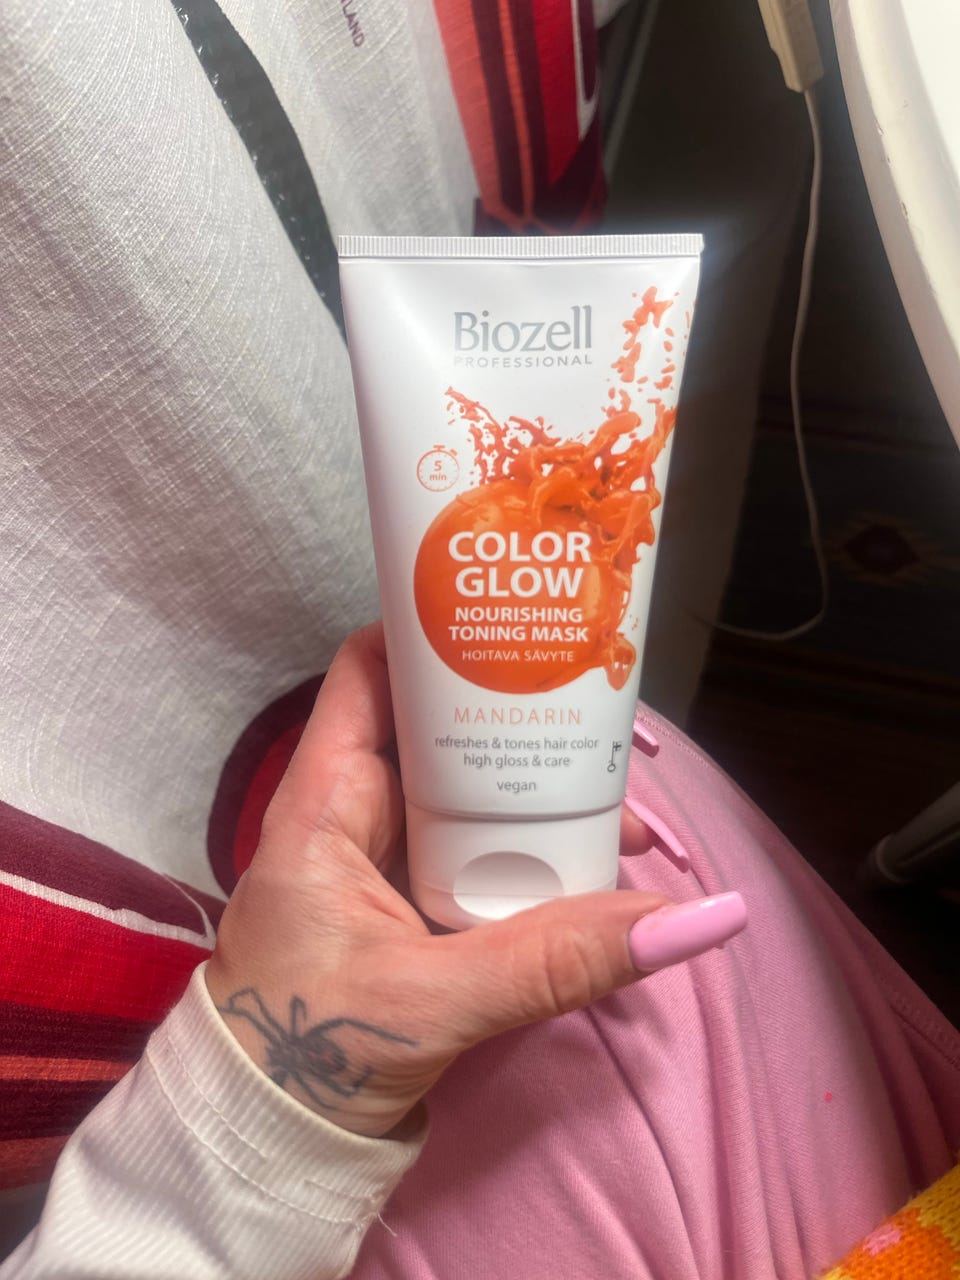 LAND
Biozell
PROFESSIONAL
5
min
COLOR
GLOW
NOURISHING
TONING MASK
HOITAVA SÄVYTE
MANDARIN
refreshes & tones hair color
high gloss & care
vegan